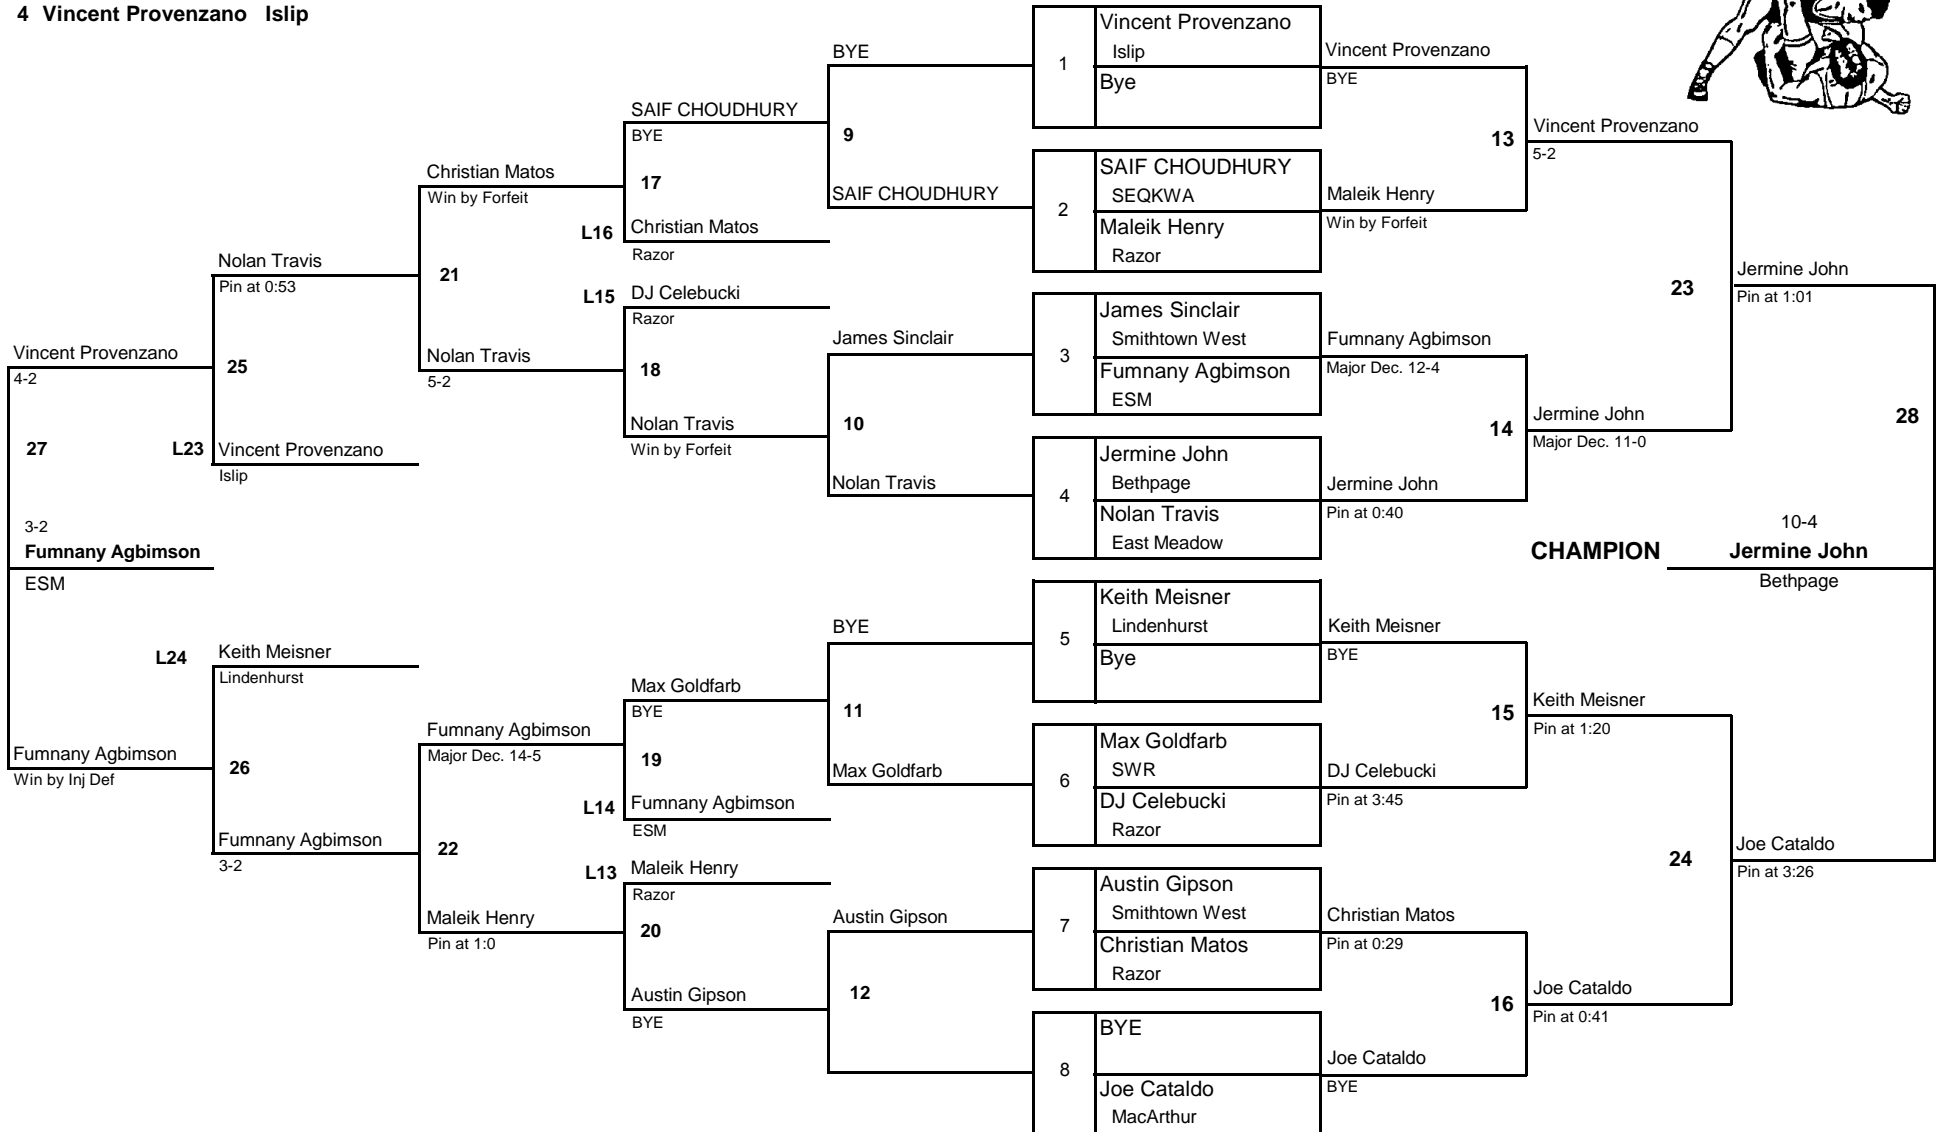 4 Vincent Provenzano Islip
Vincent Provenzano
4-2
27
3-2
Fumnany Agbimson
ESM
Fumnany Agbimson
Win by Inj Def
Nolan Travis
Pin at 0:53
25
L23
Vincent Provenzano
Islip
L24
Keith Meisner
Lindenhurst
26
Fumnany Agbimson
3-2
Christian Matos
Win by Forfeit
21
Nolan Travis
5-2
Fumnany Agbimson
Major Dec. 14-5
22
Maleik Henry
Pin at 1:0
SAIF CHOUDHURY
BYE
17
L16
Christian Matos
Razor
L15
DJ Celebucki
Razor
18
Nolan Travis
Win by Forfeit
Max Goldfarb
BYE
19
L14
Fumnany Agbimson
ESM
L13
Maleik Henry
Razor
20
Austin Gipson
BYE
BYE
9
SAIF CHOUDHURY
James Sinclair
10
Nolan Travis
BYE
11
Max Goldfarb
Austin Gipson
12
1
Vincent Provenzano
Islip
Bye
2
SAIF CHOUDHURY
SEQKWA
Maleik Henry
Razor
3
James Sinclair
Smithtown West
Fumnany Agbimson
ESM
4
Jermine John
Bethpage
Nolan Travis
East Meadow
5
Keith Meisner
Lindenhurst
Bye
6
Max Goldfarb
SWR
DJ Celebucki
Razor
7
Austin Gipson
Smithtown West
Christian Matos
Razor
8
BYE
Joe Cataldo
MacArthur
Vincent Provenzano
BYE
13
Maleik Henry
Win by Forfeit
Fumnany Agbimson
Major Dec. 12-4
14
Jermine John
Pin at 0:40
Keith Meisner
BYE
15
DJ Celebucki
Pin at 3:45
Christian Matos
Pin at 0:29
16
Joe Cataldo
BYE
Vincent Provenzano
5-2
23
Jermine John
Major Dec. 11-0
Keith Meisner
Pin at 1:20
24
Joe Cataldo
Pin at 0:41
Jermine John
Pin at 1:01
28
10-4
CHAMPION Jermine John
Bethpage
Joe Cataldo
Pin at 3:26